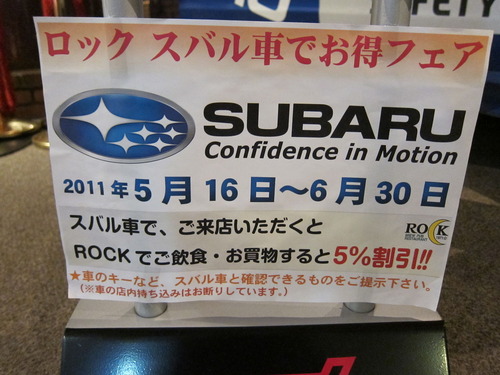 FETY
ロック スバル車でお得フェア
SUBARU
Confidence in Motion
2011年5月16日～6月30日
スバル車で、ご来店いただくと
ROCKでご飲食・お買物すると5%割引!!
ROCK
★車のキーなど、スバル車と確認できるものをご提示下さい。
（※車の店内持ち込みはお断りしています。）